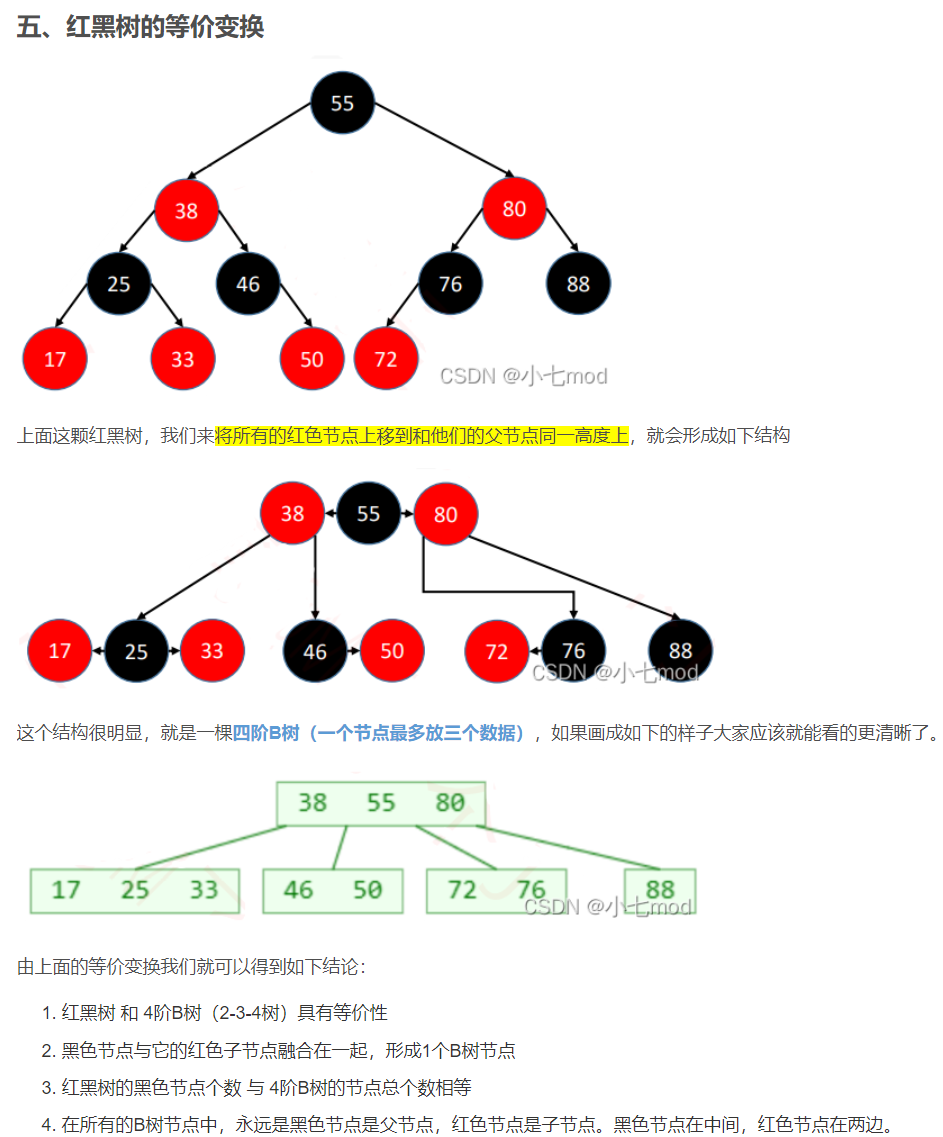 五、红黑树的等价变换
55
38 80
25 46 76 88
17 33 50 72
CSDN @小七mod
上面这颗红黑树，我们来将所有的红色节点上移到和他们的父节点同一高度上，就会形成如下结构
38 55 80
17 25 33 46 50 72 76 88
CSDN @小七mod
这个结构很明显，就是一棵四阶B树（一个节点最多放三个数据），如果画成如下的样子大家应该就能看的更清晰了。
38 55 80
17 25 33 46 50 72 76 88
CSDN @小七mod
由上面的等价变换我们就可以得到如下结论：
1. 红黑树 和 4阶B树（2-3-4树）具有等价性
2. 黑色节点与它的红色子节点融合在一起，形成1个B树节点
3. 红黑树的黑色节点个数 与 4阶B树的节点总个数相等
4. 在所有的B树节点中，永远是黑色节点是父节点，红色节点是子节点。黑色节点在中间，红色节点在两边。